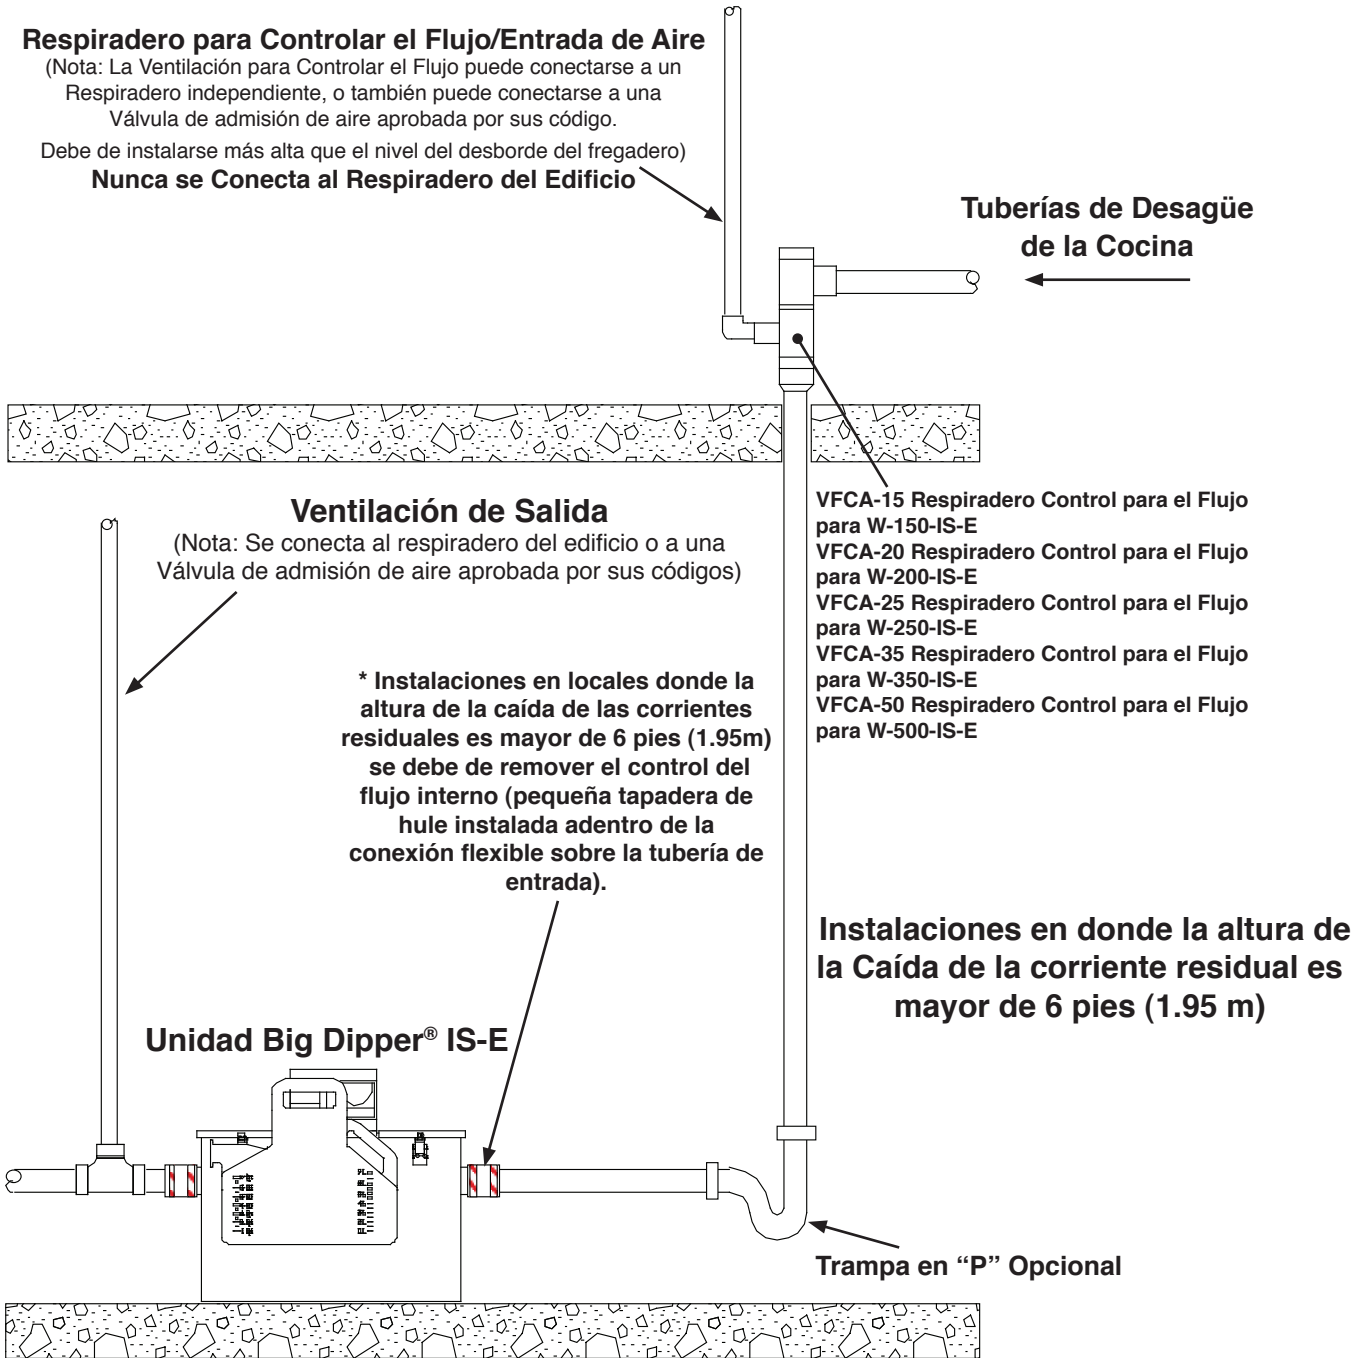 Respiradero para Controlar el Flujo/Entrada de Aire
(Nota: La Ventilación para Controlar el Flujo puede conectarse a un
Respiradero independiente, o también puede conectarse a una
Válvula de admisión de aire aprobada por sus código.
Debe de instalarse más alta que el nivel del desborde del fregadero)
Nunca se Conecta al Respiradero del Edificio
Tuberías de Desagüe
de la Cocina
Ventilación de Salida
(Nota: Se conecta al respiradero del edificio o a una
Válvula de admisión de aire aprobada por sus códigos)
VFCA-15 Respiradero Control para el Flujo
para W-150-IS-E
VFCA-20 Respiradero Control para el Flujo
para W-200-IS-E
VFCA-25 Respiradero Control para el Flujo
para W-250-IS-E
VFCA-35 Respiradero Control para el Flujo
para W-350-IS-E
VFCA-50 Respiradero Control para el Flujo
para W-500-IS-E
* Instalaciones en locales donde la
altura de la caída de las corrientes
residuales es mayor de 6 pies (1.95m)
se debe de remover el control del
flujo interno (pequeña tapadera de
hule instalada adentro de la
conexión flexible sobre la tubería de
entrada).
Instalaciones en donde la altura de
la Caída de la corriente residual es
mayor de 6 pies (1.95 m)
Unidad Big Dipper® IS-E
Trampa en “P” Opcional